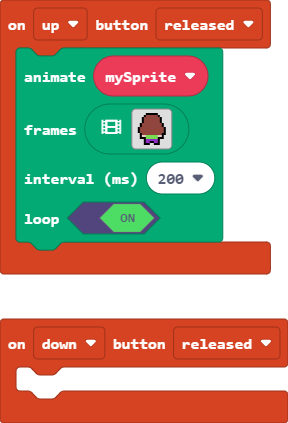 on up button released
animate mySprite
frames
interval (ms) 200
loop ON
on down button released